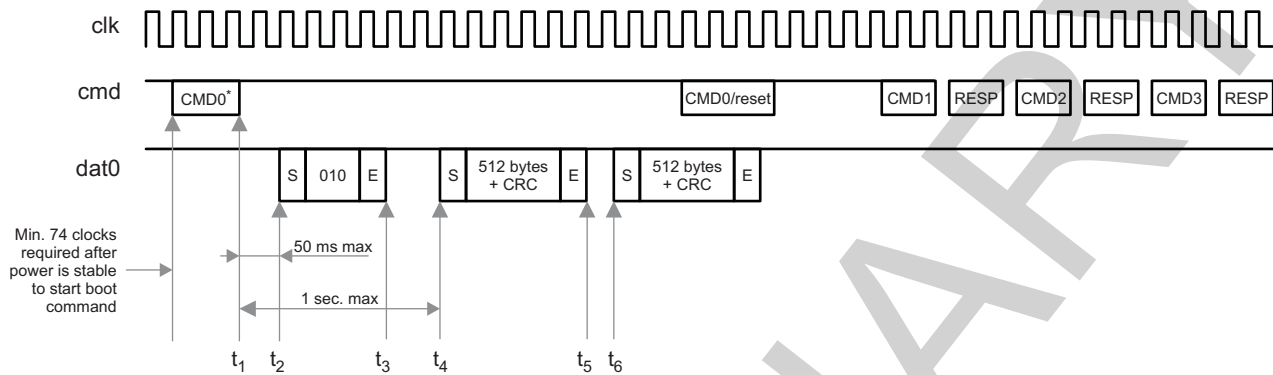 clk
cmd
CMD0*
CMD0/reset
CMD1
RESP
CMD2
RESP
CMD3
RESP
dat0
S
010
E
S
512 bytes
+ CRC
E
S
512 bytes
+ CRC
E
Min. 74 clocks
required after
power is stable
to start boot
command
50 ms max
1 sec. max
t1
t2
t3
t4
t5
t6